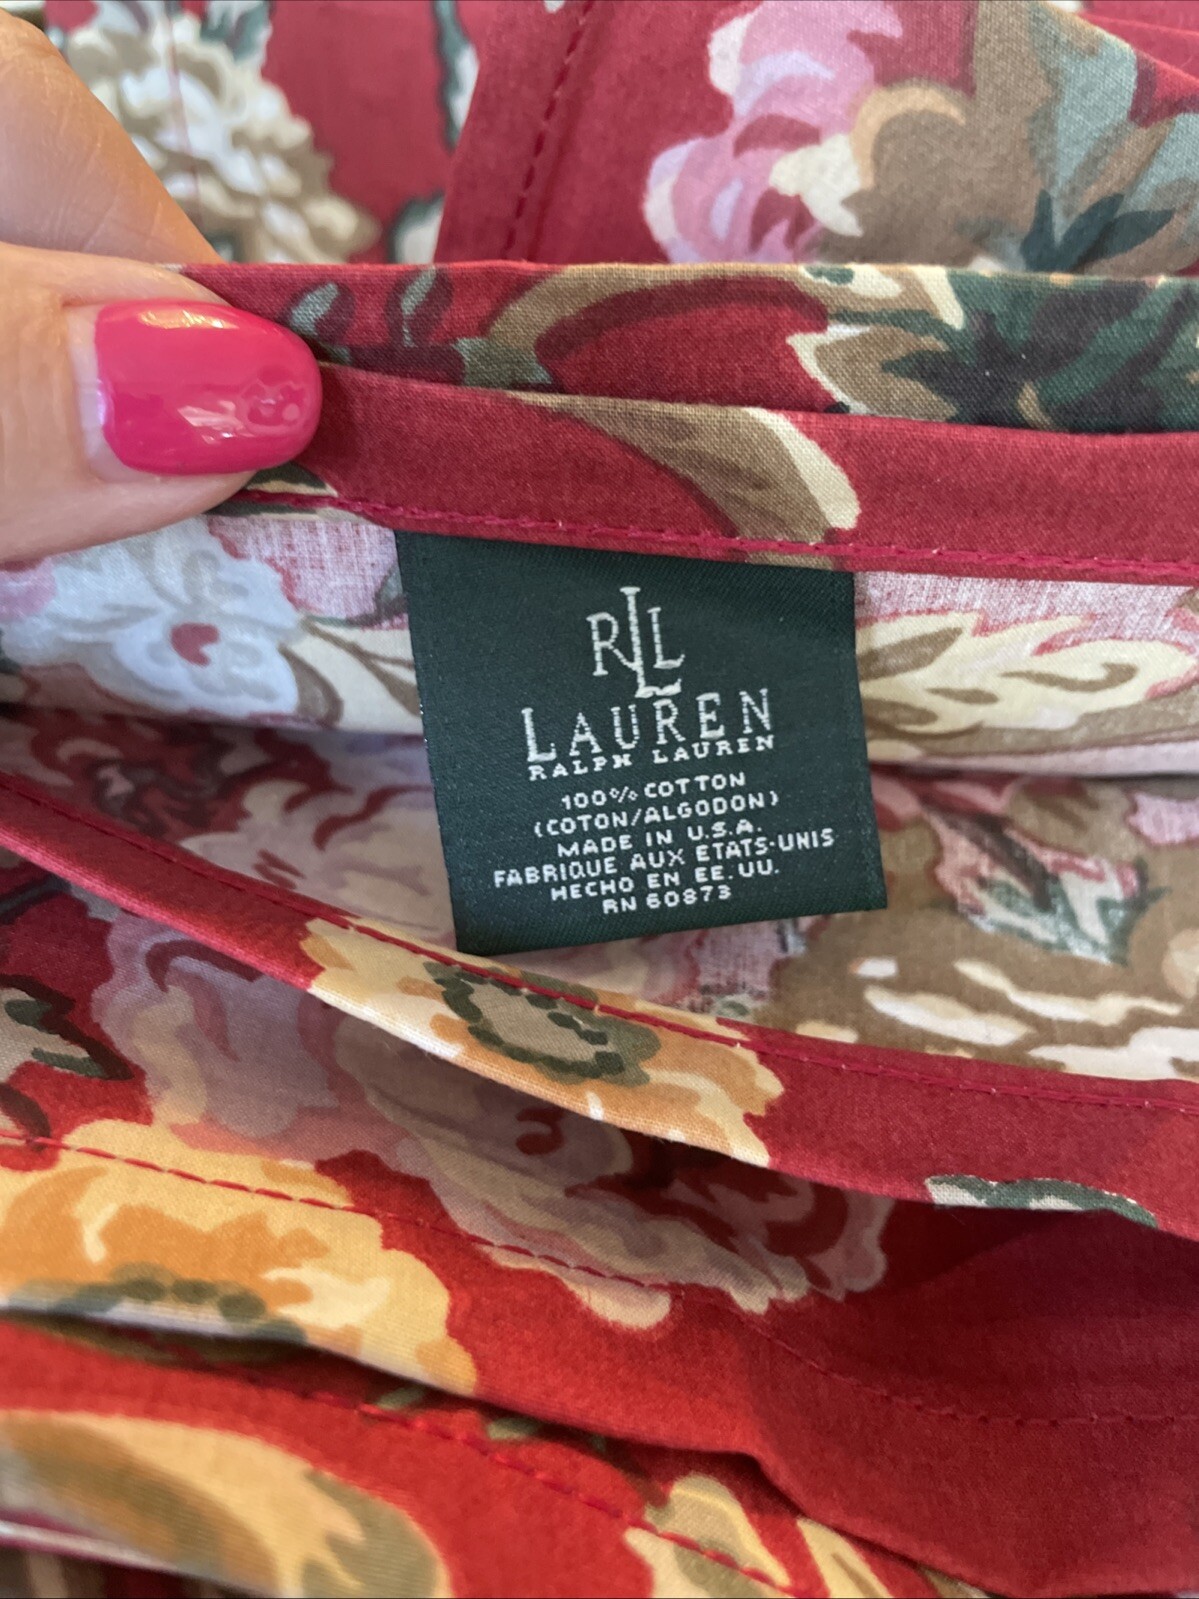 RLL
LAUREN
RALPH LAUREN
100% COTTON
(COTON/ALGODON)
MADE IN U.S.A.
FABRIQUE AUX ETATS-UNIS
HECHO EN EE.UU.
RN 60873